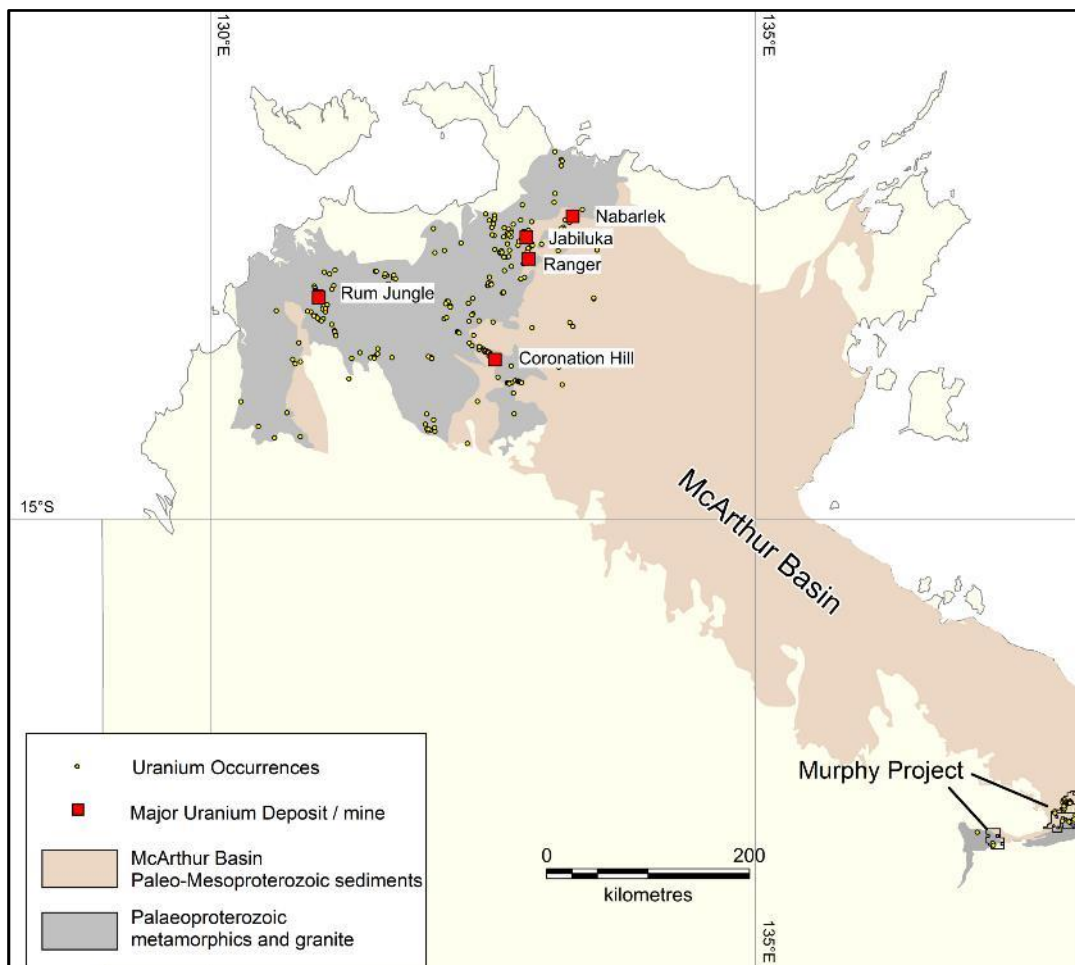 130°E
135°E
Nabarlek
Jabiluka
Ranger
Rum Jungle
Coronation Hill
McArthur Basin
15°S
Murphy Project
Uranium Occurrences
Major Uranium Deposit / mine
McArthur Basin
Paleo-Mesoproterozoic sediments
Palaeoproterozoic
metamorphics and granite
0
200
kilometres
135°E